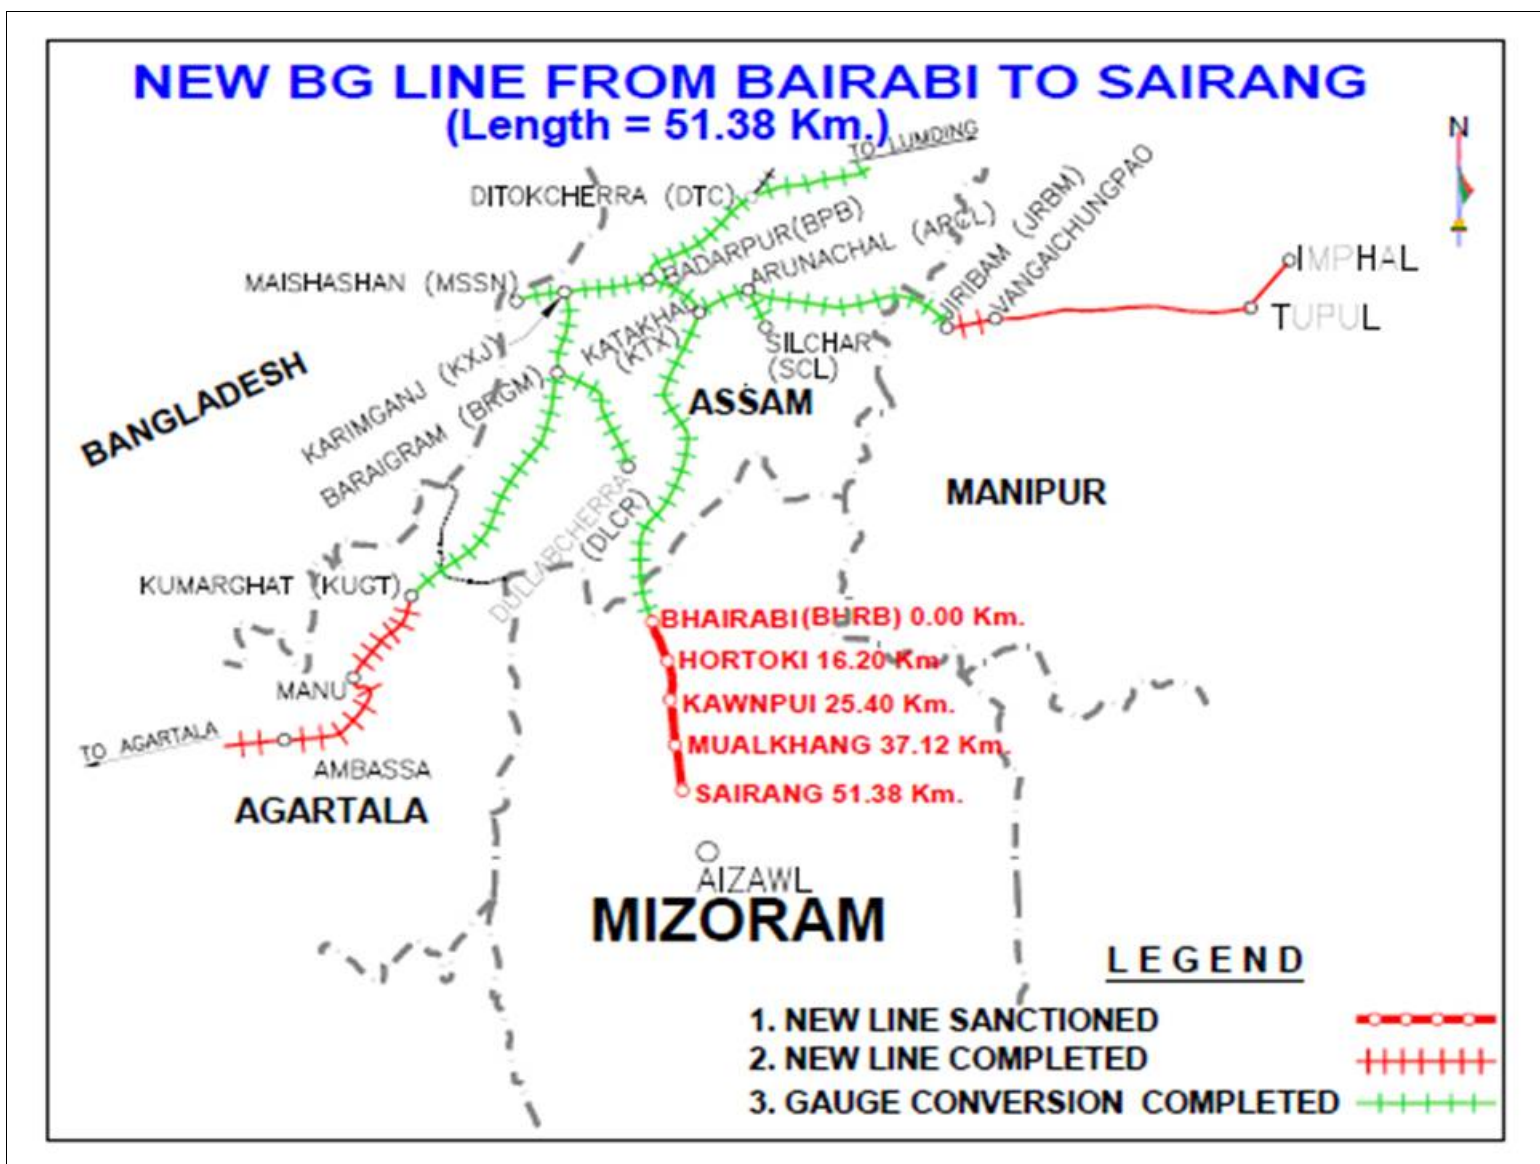 NEW BG LINE FROM BAIRABI TO SAIRANG
(Length = 51.38 Km.)
TO LUMDING
N
DITOKCHERRA (DTC)
BADARPUR(BPB)
ARUNACHAL (ARCL)
JIRIBAM (JRBM)
VANGAICHUNGPAO
MAISHASHAN (MSSN)
IMPHAL
TUPUL
KATAKHAL
(KTX)
SILCHAR
(SCL)
KARIMGANJ (KXJ)
BARAIGRAM (BRGM)
BANGLADESH
ASSAM
MANIPUR
DULLABCHERRA
(DLCR)
KUMARGHAT (KUGT)
BHAIRABI(BHRB) 0.00 Km.
HORTOKI 16.20 Km
MANU
KAWNPUI 25.40 Km.
TO AGARTALA
MUALKHANG 37.12 Km.
AMBASSA
SAIRANG 51.38 Km.
AGARTALA
AIZAWL
MIZORAM
LEGEND
1. NEW LINE SANCTIONED
2. NEW LINE COMPLETED
3. GAUGE CONVERSION COMPLETED